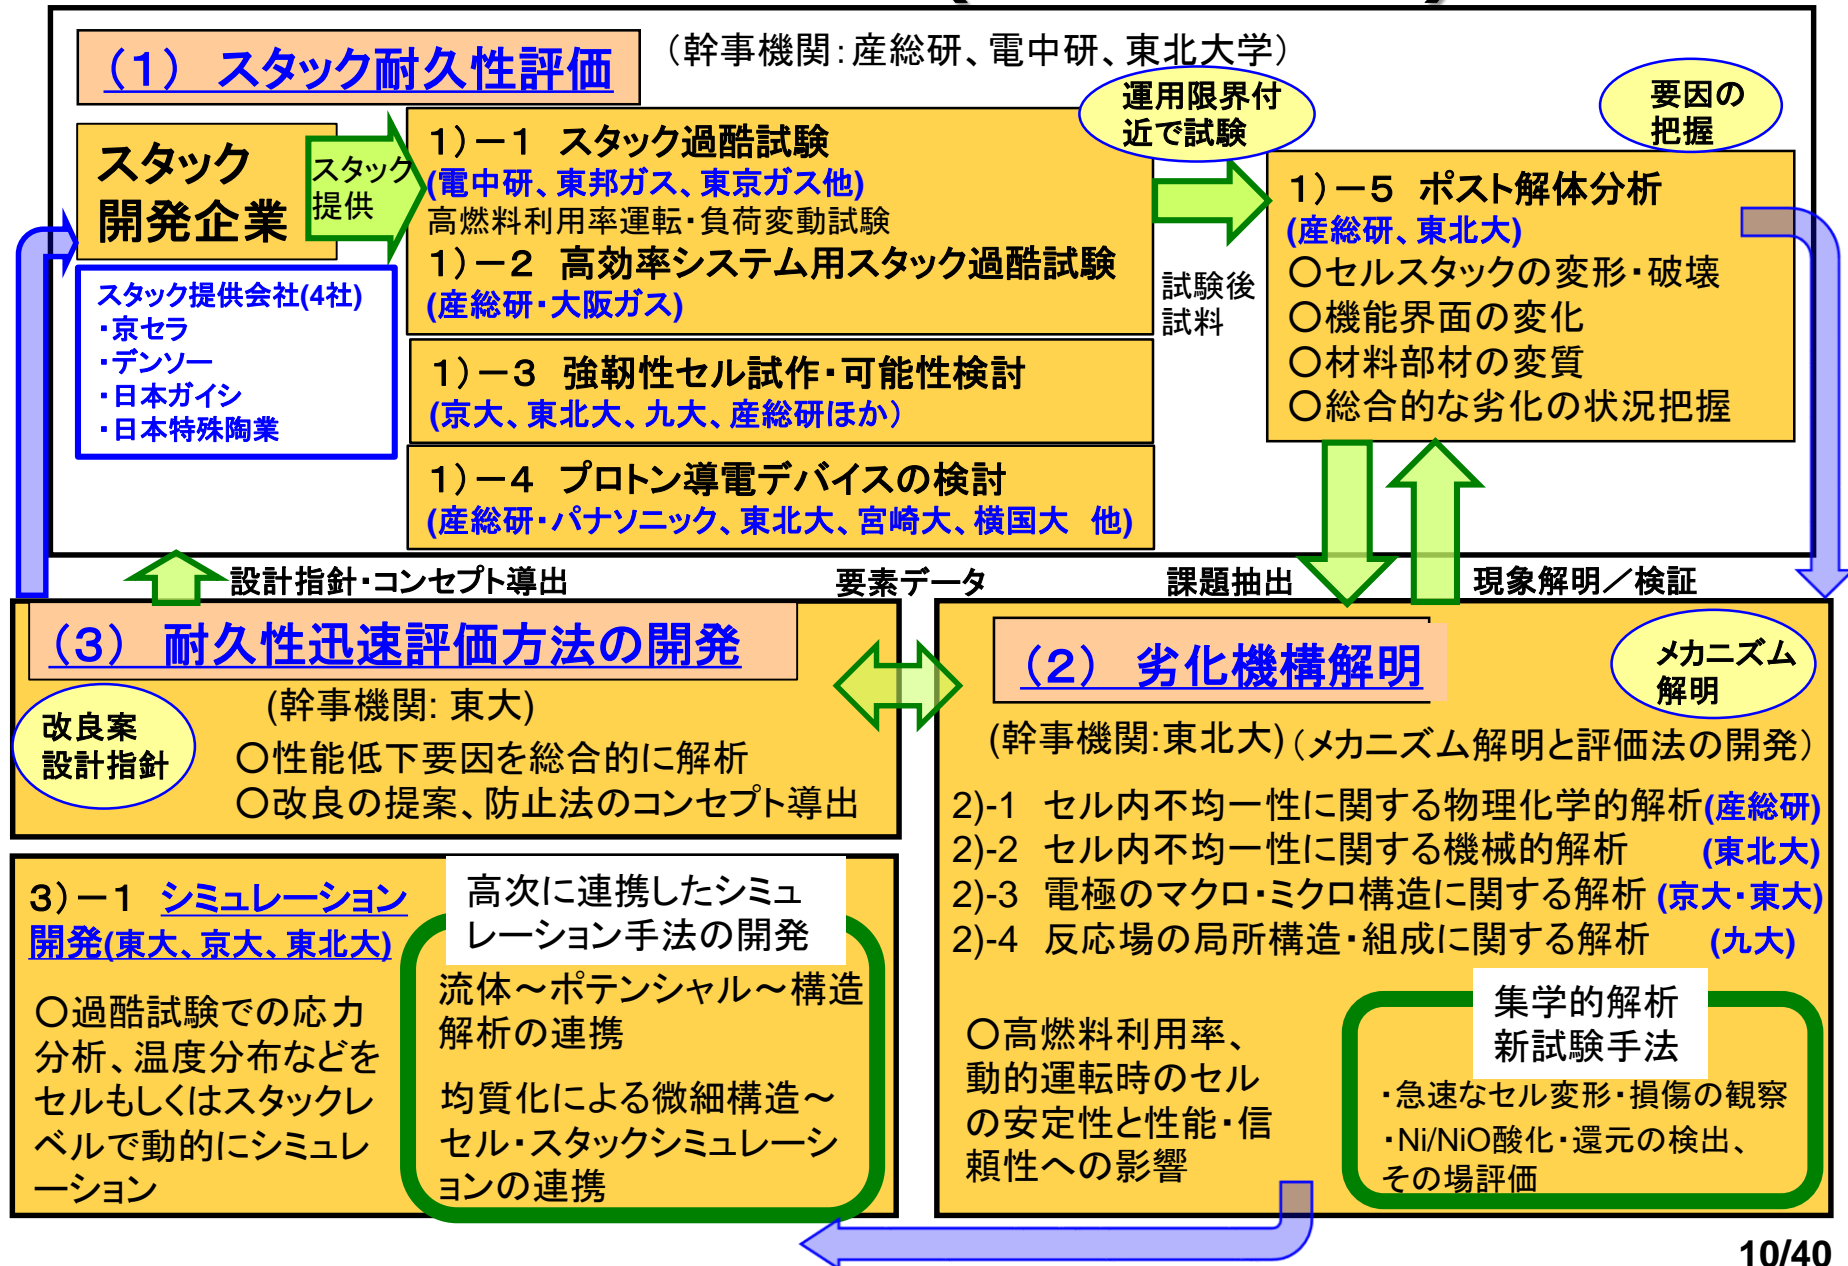 （１） スタック耐久性評価
（幹事機関：産総研、電中研、東北大学）
スタック
開発企業
スタック
提供
スタック提供会社(4社)
・京セラ
・デンソー
・日本ガイシ
・日本特殊陶業
１）－１ スタック過酷試験
(電中研、東邦ガス、東京ガス他)
高燃料利用率運転・負荷変動試験
１）－２ 高効率システム用スタック過酷試験
(産総研・大阪ガス)
１）－３ 強靭性セル試作・可能性検討
(京大、東北大、九大、産総研ほか）
１）－４ プロトン導電デバイスの検討
(産総研・パナソニック、東北大、宮崎大、横国大 他)
運用限界付
近で試験
試験後
試料
要因の
把握
１）－５ ポスト解体分析
(産総研、東北大)
〇セルスタックの変形・破壊
〇機能界面の変化
〇材料部材の変質
〇総合的な劣化の状況把握
設計指針・コンセプト導出
要素データ
課題抽出
現象解明／検証
（３） 耐久性迅速評価方法の開発
(幹事機関: 東大)
改良案
設計指針
〇性能低下要因を総合的に解析
〇改良の提案、防止法のコンセプト導出
３）－１ シミュレーション
開発(東大、京大、東北大)
〇過酷試験での応力
分析、温度分布などを
セルもしくはスタックレ
ベルで動的にシミュレ
ーション
高次に連携したシミュ
レーション手法の開発
流体～ポテンシャル～構造
解析の連携
均質化による微細構造～
セル・スタックシミュレーシ
ョンの連携
（２） 劣化機構解明
メカニズム
解明
(幹事機関:東北大)（メカニズム解明と評価法の開発）
2)-1 セル内不均一性に関する物理化学的解析(産総研)
2)-2 セル内不均一性に関する機械的解析 (東北大)
2)-3 電極のマクロ・ミクロ構造に関する解析 (京大・東大)
2)-4 反応場の局所構造・組成に関する解析 (九大)
〇高燃料利用率、
動的運転時のセル
の安定性と性能・信
頼性への影響
集学的解析
新試験手法
・急速なセル変形・損傷の観察
・Ni/NiO酸化・還元の検出、
その場評価
10/40